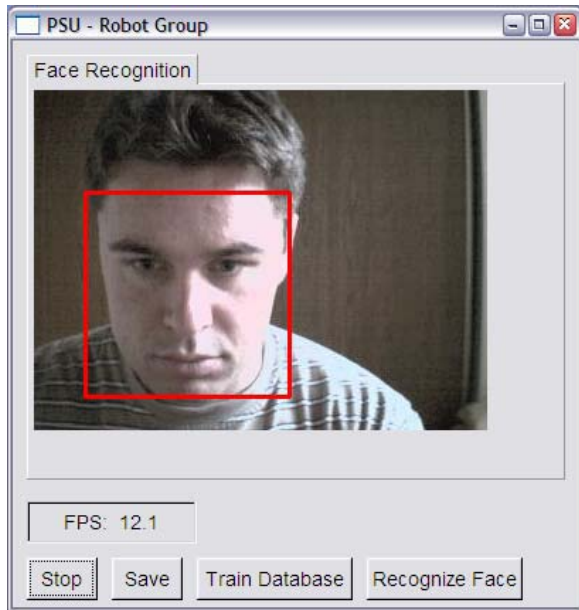 PSU - Robot Group
Face Recognition
FPS: 12.1
Stop Save Train Database Recognize Face